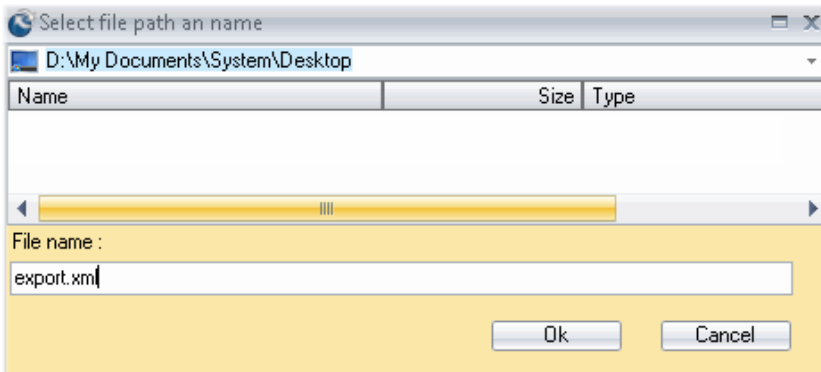 Select file path an name
D:\My Documents\System\Desktop
Name Size Type
File name :
export.xml
Ok Cancel